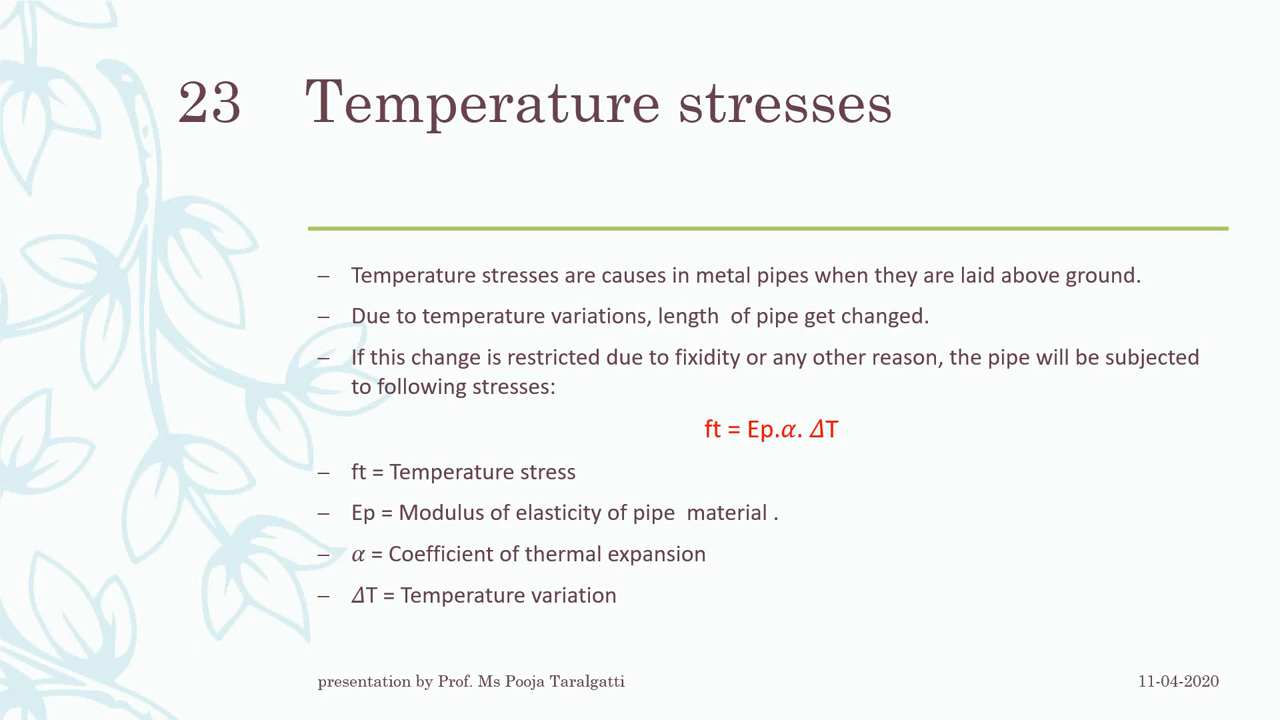 23 Temperature stresses
– Temperature stresses are causes in metal pipes when they are laid above ground.
– Due to temperature variations, length  of pipe get changed.
– If this change is restricted due to fixidity or any other reason, the pipe will be subjected
to following stresses:
ft = Ep.𝛼. 𝛥T
– ft = Temperature stress
– Ep = Modulus of elasticity of pipe  material .
– 𝛼 = Coefficient of thermal expansion
– 𝛥T = Temperature variation
presentation by Prof. Ms Pooja Taralgatti 11-04-2020